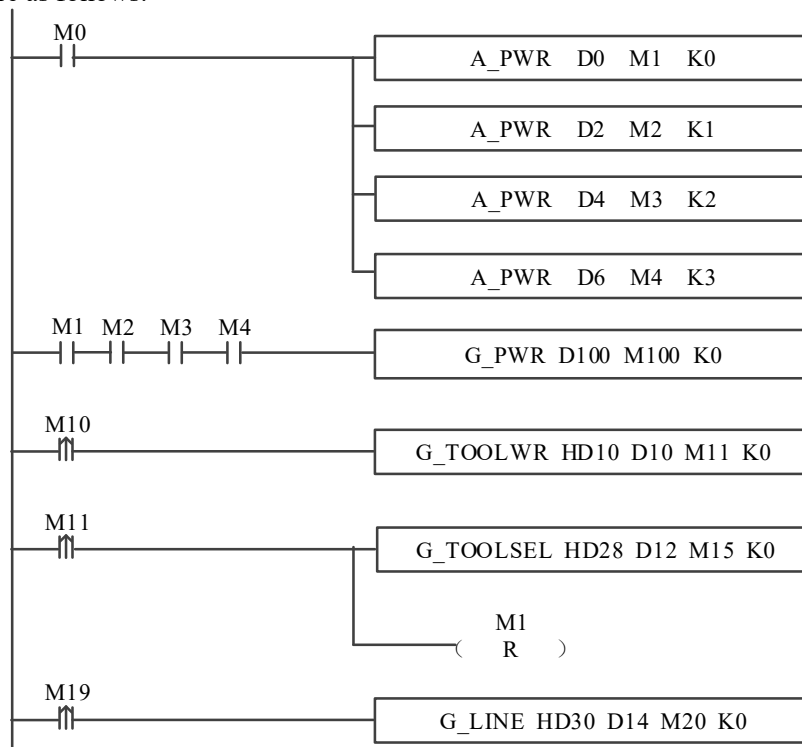 as follows:
M0
A_PWR D0 M1 K0
A_PWR D2 M2 K1
A_PWR D4 M3 K2
A_PWR D6 M4 K3
M1 M2 M3 M4
G_PWR D100 M100 K0
M10
G_TOOLWR HD10 D10 M11 K0
M11
G_TOOLSEL HD28 D12 M15 K0
M1
( R )
M19
G_LINE HD30 D14 M20 K0